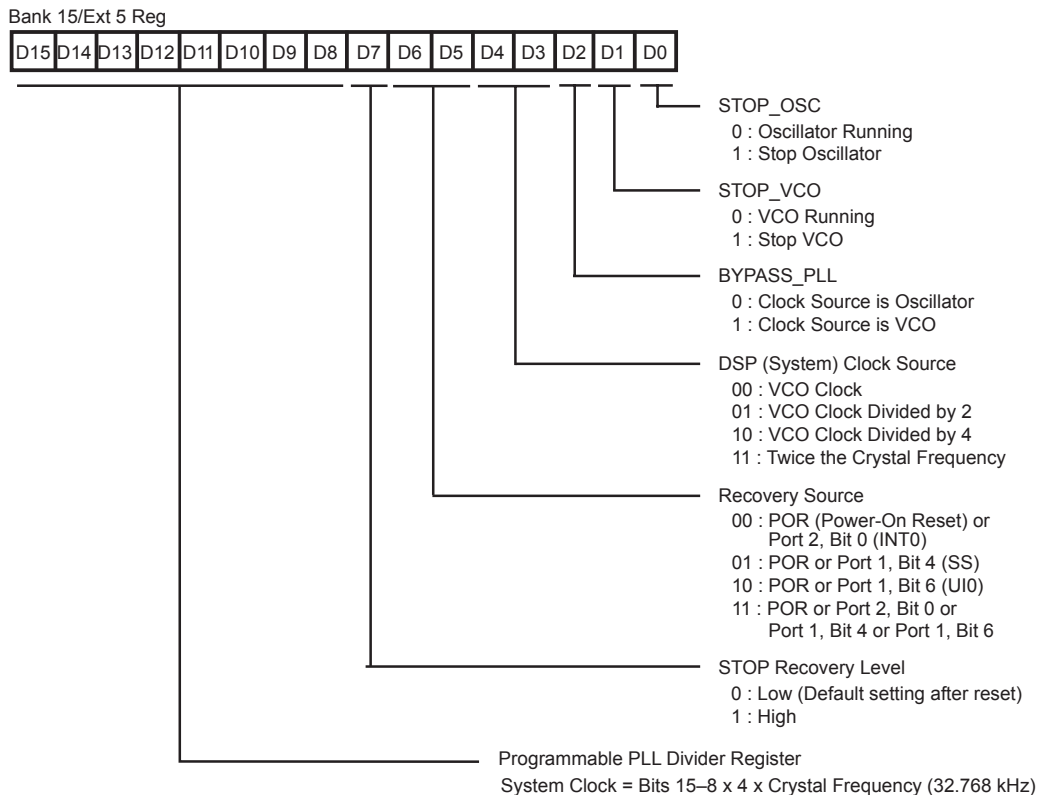 Bank 15/Ext 5 Reg
D15 D14 D13 D12 D11 D10 D9 D8 D7 D6 D5 D4 D3 D2 D1 D0
STOP_OSC
0 : Oscillator Running
1 : Stop Oscillator
STOP_VCO
0 : VCO Running
1 : Stop VCO
BYPASS_PLL
0 : Clock Source is Oscillator
1 : Clock Source is VCO
DSP (System) Clock Source
00 : VCO Clock
01 : VCO Clock Divided by 2
10 : VCO Clock Divided by 4
11 : Twice the Crystal Frequency
Recovery Source
00 : POR (Power-On Reset) or
Port 2, Bit 0 (INT0)
01 : POR or Port 1, Bit 4 (SS)
10 : POR or Port 1, Bit 6 (UI0)
11 : POR or Port 2, Bit 0 or
Port 1, Bit 4 or Port 1, Bit 6
STOP Recovery Level
0 : Low (Default setting after reset)
1 : High
Programmable PLL Divider Register
System Clock = Bits 15–8 x 4 x Crystal Frequency (32.768 kHz)